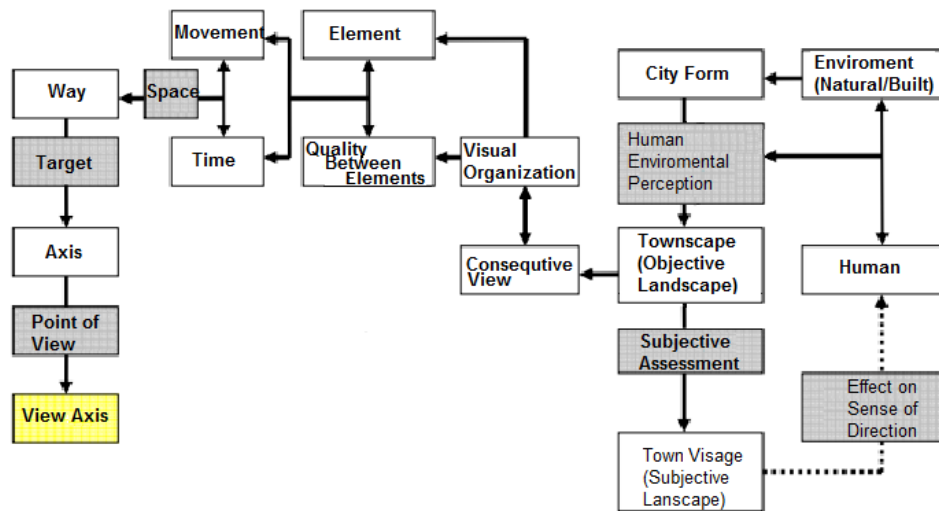 Movement
Element
City Form
Enviroment
(Natural/Built)
Way
Space
Target
Time
Quality
Between
Elements
Visual
Organization
Human
Enviromental
Perception
Axis
Consequtive
View
Townscape
(Objective
Landscape)
Human
Point of
View
Subjective
Assessment
View Axis
Effect on
Sense of
Direction
Town Visage
(Subjective
Lanscape)